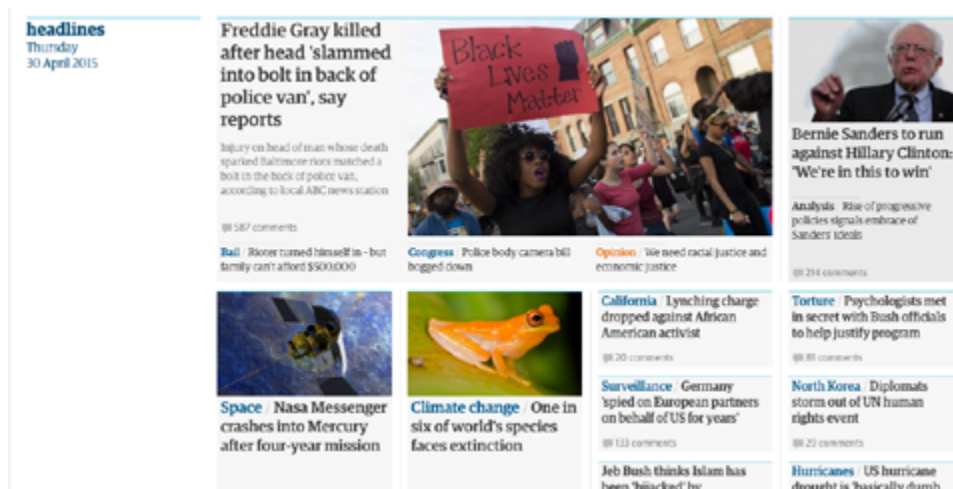 headlines
Thursday
30 April 2015
Freddie Gray killed
after head 'slammed
into bolt in back of
police van', say
reports
Injury on head of man whose death
sparked Baltimore riots matched a
bolt in the back of police van,
according to local ABC news station
587 comments
Black
Lives
Matter
Bernie Sanders to run
against Hillary Clinton:
'We're in this to win'
Analysis / Rise of progressive
policies signals embrace of
Sanders ideals
214 comments
Bail / Rioter turned himself in – but
family can't afford $500,000
Congress / Police body camera bill
bogged down
Opinion / We need racial justice and
economic justice
Space / Nasa Messenger
crashes into Mercury
after four-year mission
Climate change / One in
six of world's species
faces extinction
California / Lynching charge
dropped against African
American activist
20 comments
Surveillance / Germany
'spied on European partners
on behalf of US for years'
133 comments
Jeb Bush thinks Islam has
been 'hijacked' by
Torture / Psychologists met
in secret with Bush officials
to help justify program
81 comments
North Korea / Diplomats
storm out of UN human
rights event
23 comments
Hurricanes / US hurricane
drought is 'basically dumb